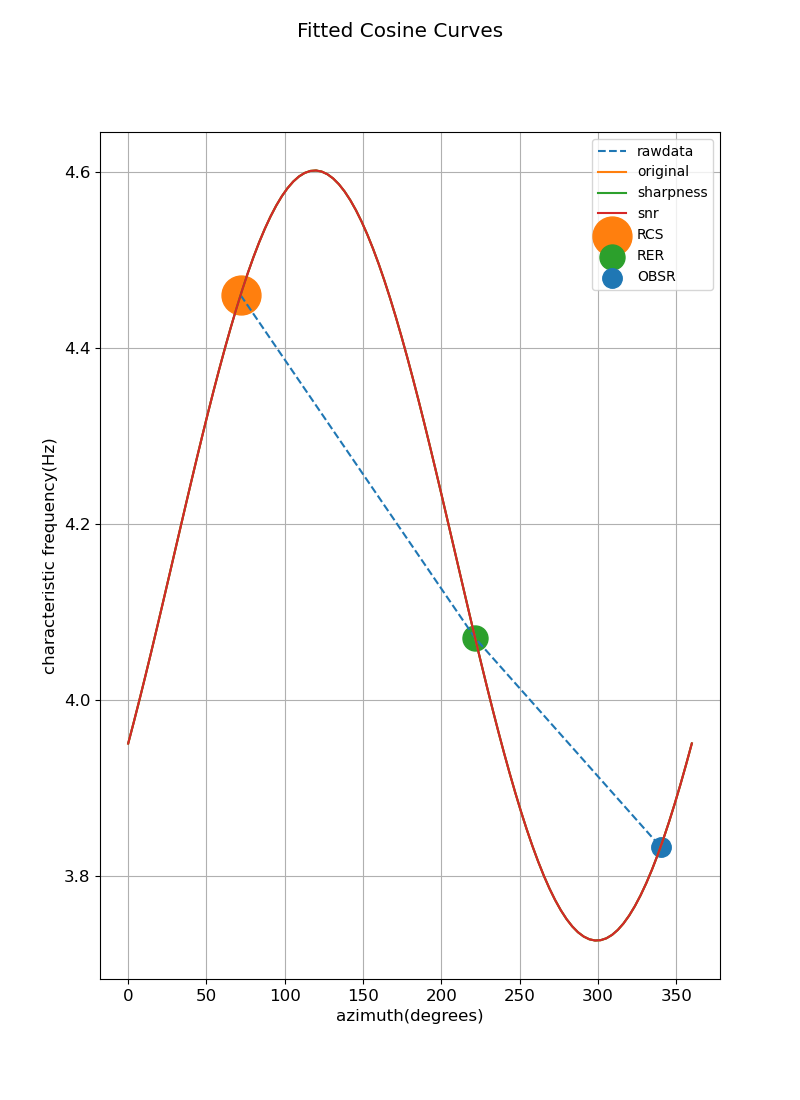 Fitted Cosine Curves
rawdata
original
sharpness
snr
RCS
RER
OBSR
4.6
4.4
4.2
4.0
3.8
characteristic frequency(Hz)
0 50 100 150 200 250 300 350
azimuth(degrees)